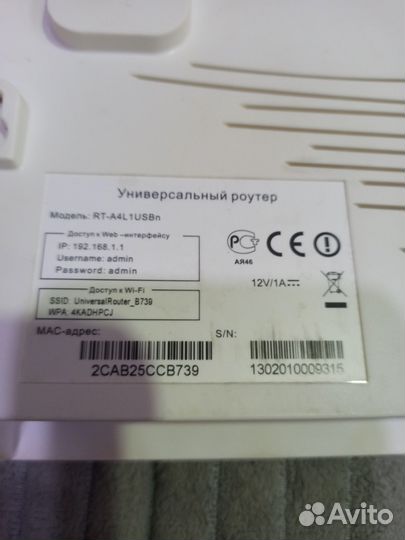 Универсальный роутер
Модель: RT-A4L1USBn
Доступ к Web -интерфейсу
IP: 192.168.1.1
Username: admin
Password: admin
АЯ46
12V/1A
Доступ к Wi-Fi
SSID: UniversalRouter_B739
WPA: 4KADHPCJ
MAC-адрес:
S/N:
2CAB25CCB739
1302010009315
Avito